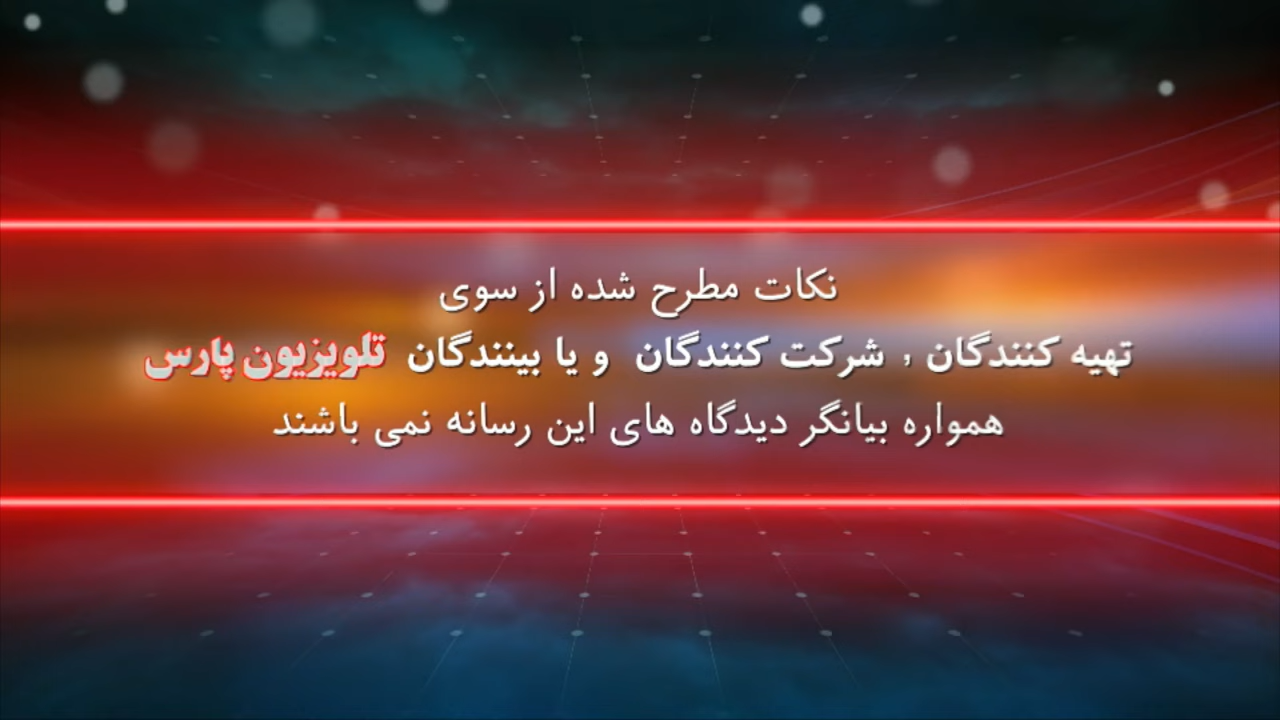 نکات مطرح شده از سوی
تهیه کنندگان , شرکت کنندگان و یا بینندگان تلویزیون پارس
همواره بیانگر دیدگاه های این رسانه نمی باشند